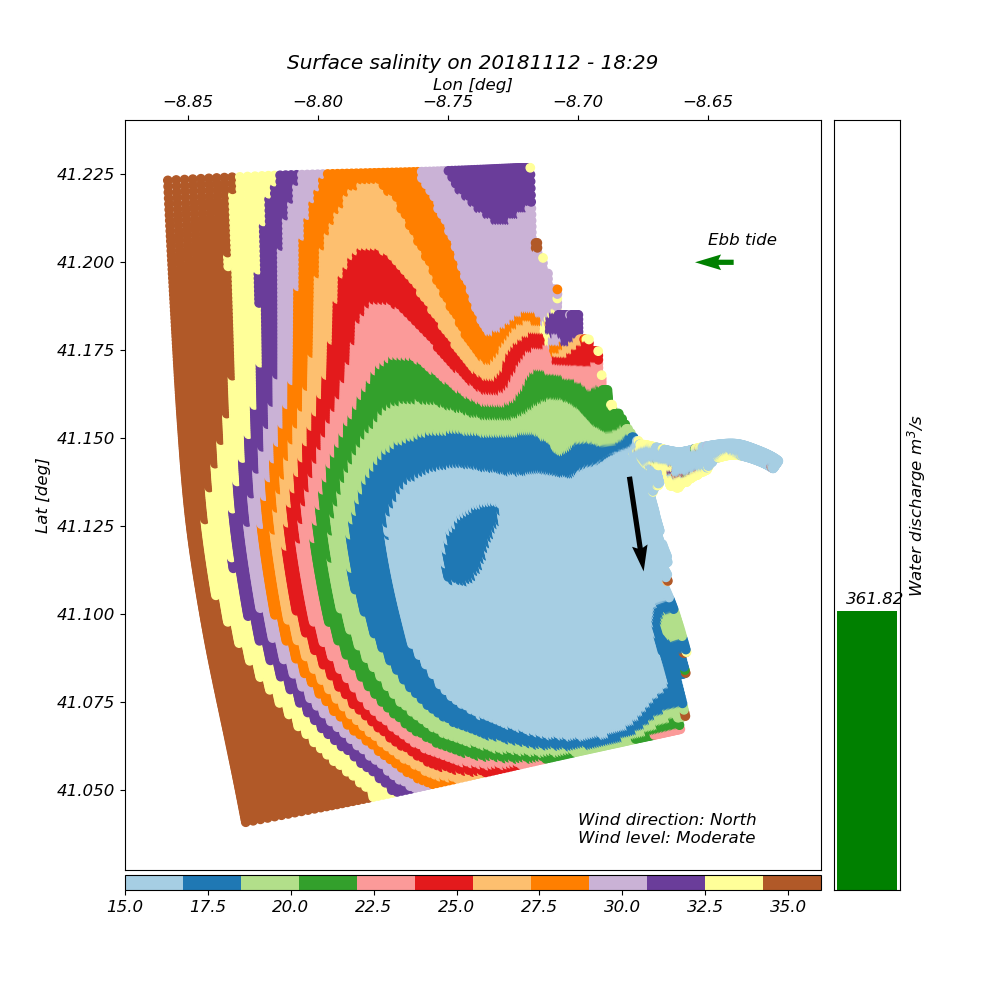 Surface salinity on 20181112 - 18:29
Lon [deg]
−8.85 −8.80 −8.75 −8.70 −8.65
41.225
41.200
41.175
41.150
41.125
41.100
41.075
41.050
Lat [deg]
Ebb tide
Wind direction: North
Wind level: Moderate
15.0 17.5 20.0 22.5 25.0 27.5 30.0 32.5 35.0
361.82
Water discharge m³/s